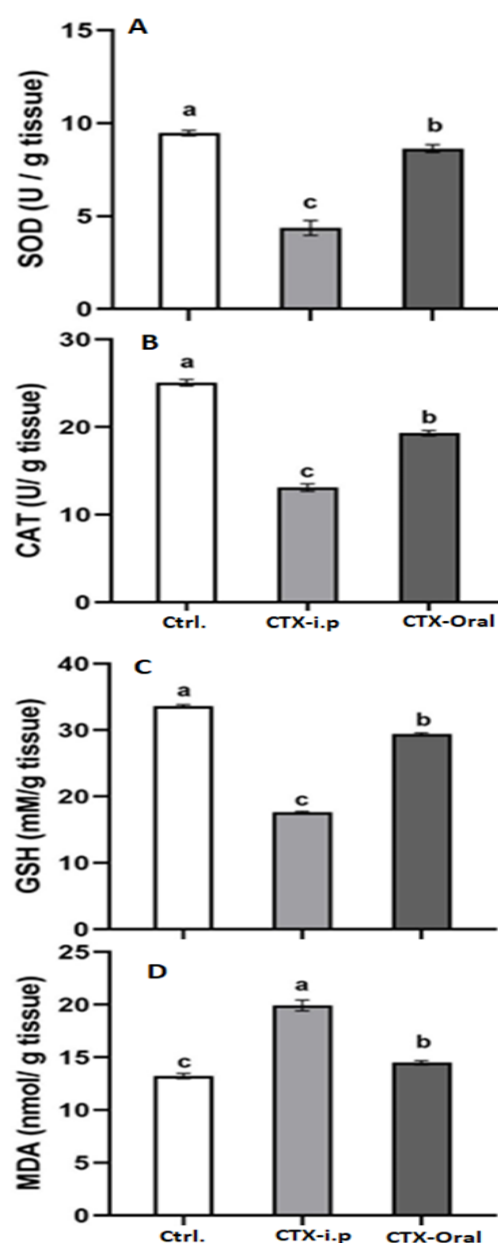 A
SOD (U / g tissue)
15
10
5
0
a
c
b
B
CAT (U/ g tissue)
30
20
10
0
a
c
b
Ctrl. CTX-i.p CTX-Oral
C
GSH (mM/g tissue)
40
30
20
10
0
a
c
b
D
MDA (nmol/ g tissue)
25
20
15
10
5
0
c
a
b
Ctrl. CTX-i.p CTX-Oral